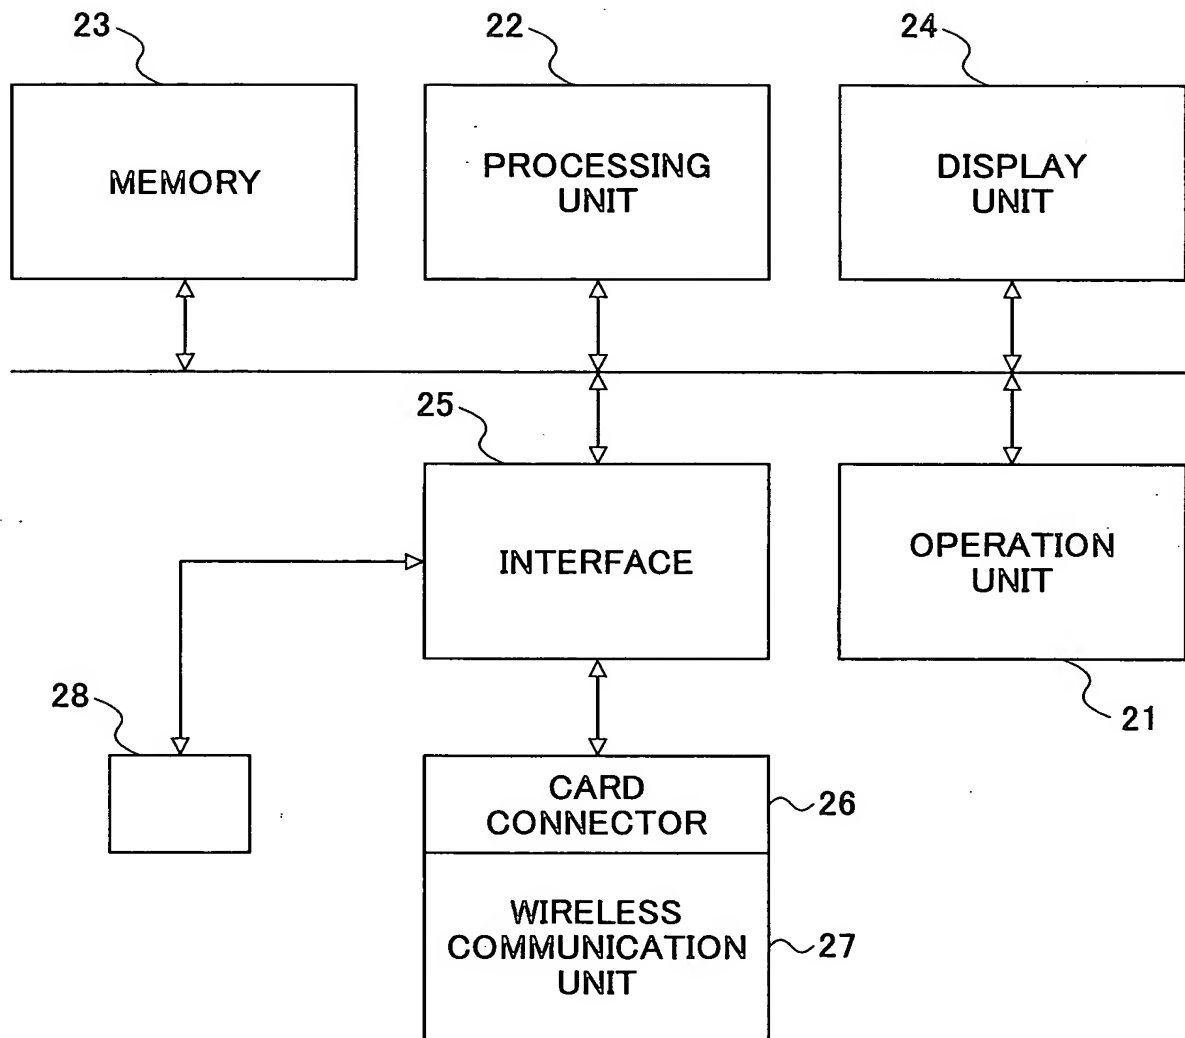 23
22
24
MEMORY
PROCESSING
UNIT
DISPLAY
UNIT
25
INTERFACE
OPERATION
UNIT
28
21
CARD
CONNECTOR
26
WIRELESS
COMMUNICATION
UNIT
27